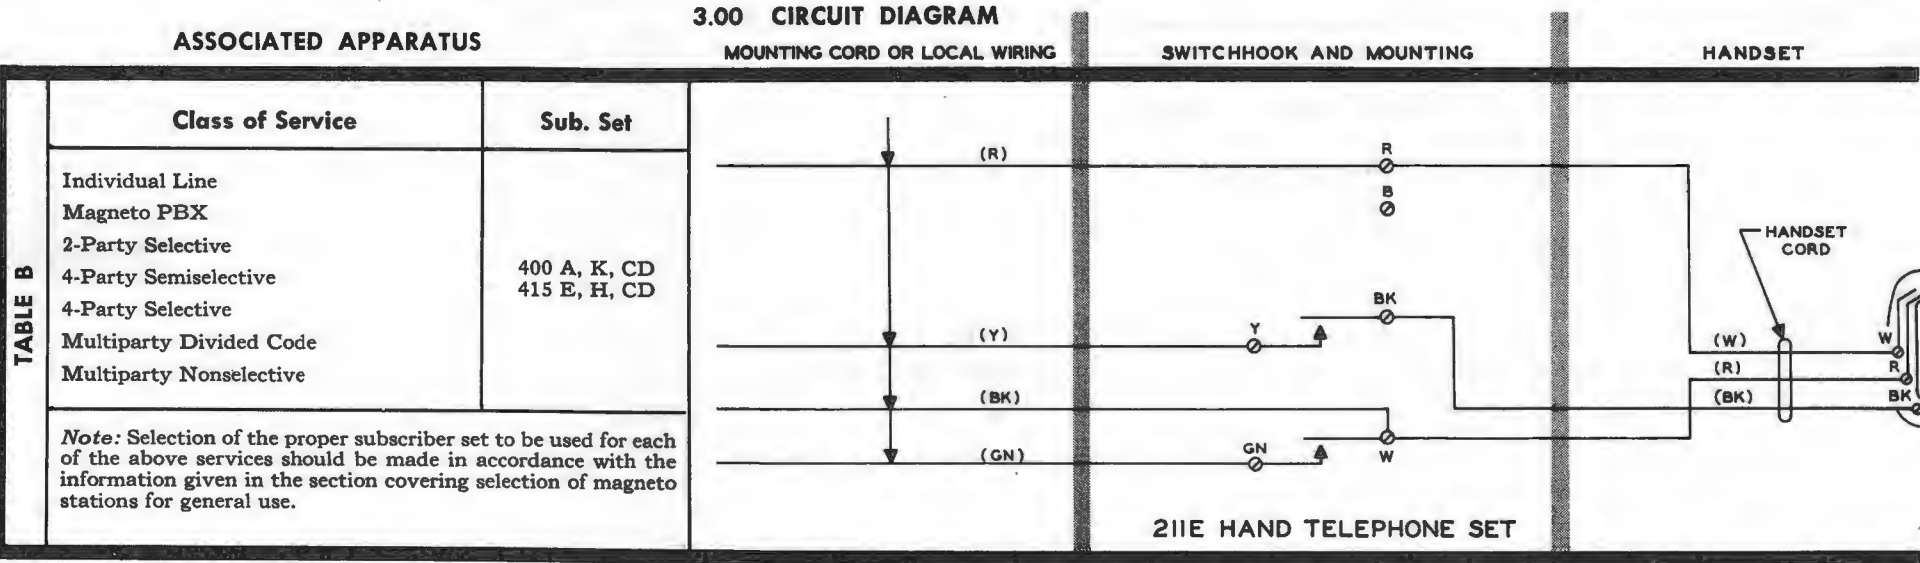 3.00 CIRCUIT DIAGRAM
ASSOCIATED APPARATUS
MOUNTING CORD OR LOCAL WIRING
SWITCHHOOK AND MOUNTING
HANDSET
TABLE B
Class of Service
Sub. Set
Individual Line
Magneto PBX
2-Party Selective
4-Party Semiselective
4-Party Selective
Multiparty Divided Code
Multiparty Nonselective
400 A, K, CD
415 E, H, CD
Note: Selection of the proper subscriber set to be used for each
of the above services should be made in accordance with the
information given in the section covering selection of magneto
stations for general use.
(R)
(Y)
(BK)
(GN)
R
B
BK
Y
GN
W
211E HAND TELEPHONE SET
HANDSET
CORD
(W)
(R)
(BK)
W
R
BK